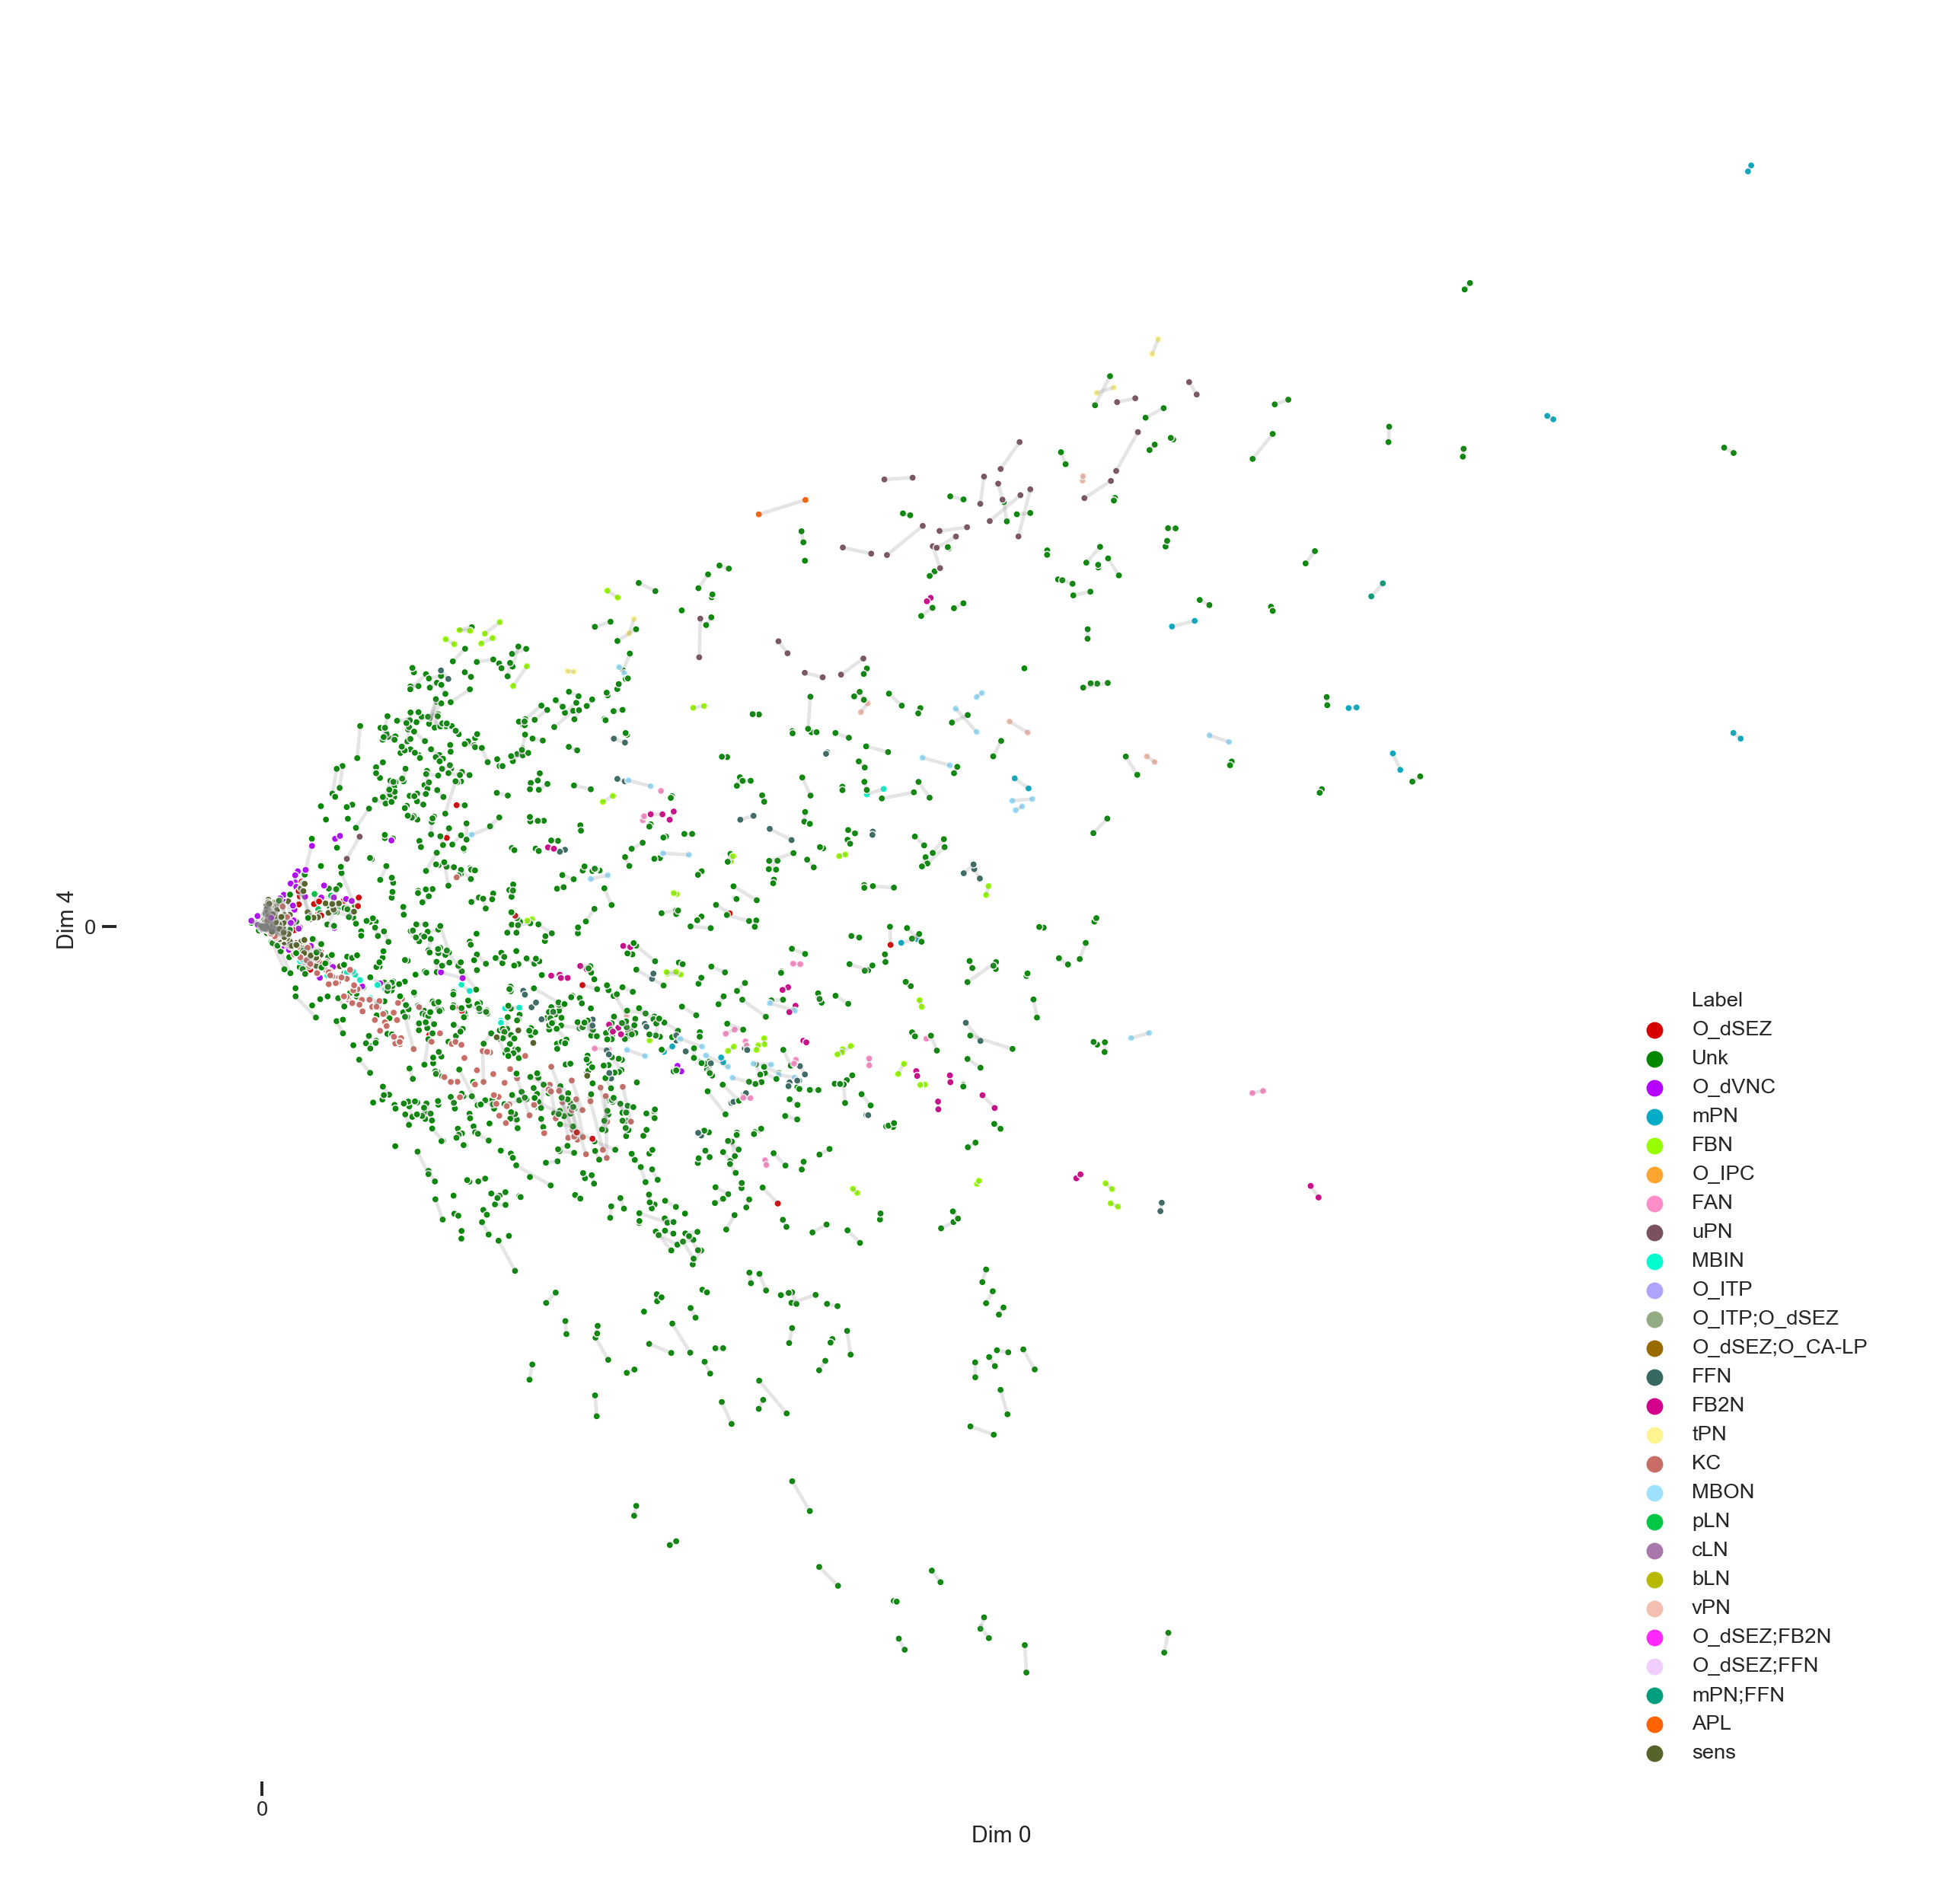 Dim 4
0
Label
O_dSEZ
Unk
O_dVNC
mPN
FBN
O_IPC
FAN
uPN
MBIN
O_ITP
O_ITP;O_dSEZ
O_dSEZ;O_CA-LP
FFN
FB2N
tPN
KC
MBON
pLN
cLN
bLN
vPN
O_dSEZ;FB2N
O_dSEZ;FFN
mPN;FFN
APL
sens
0
Dim 0